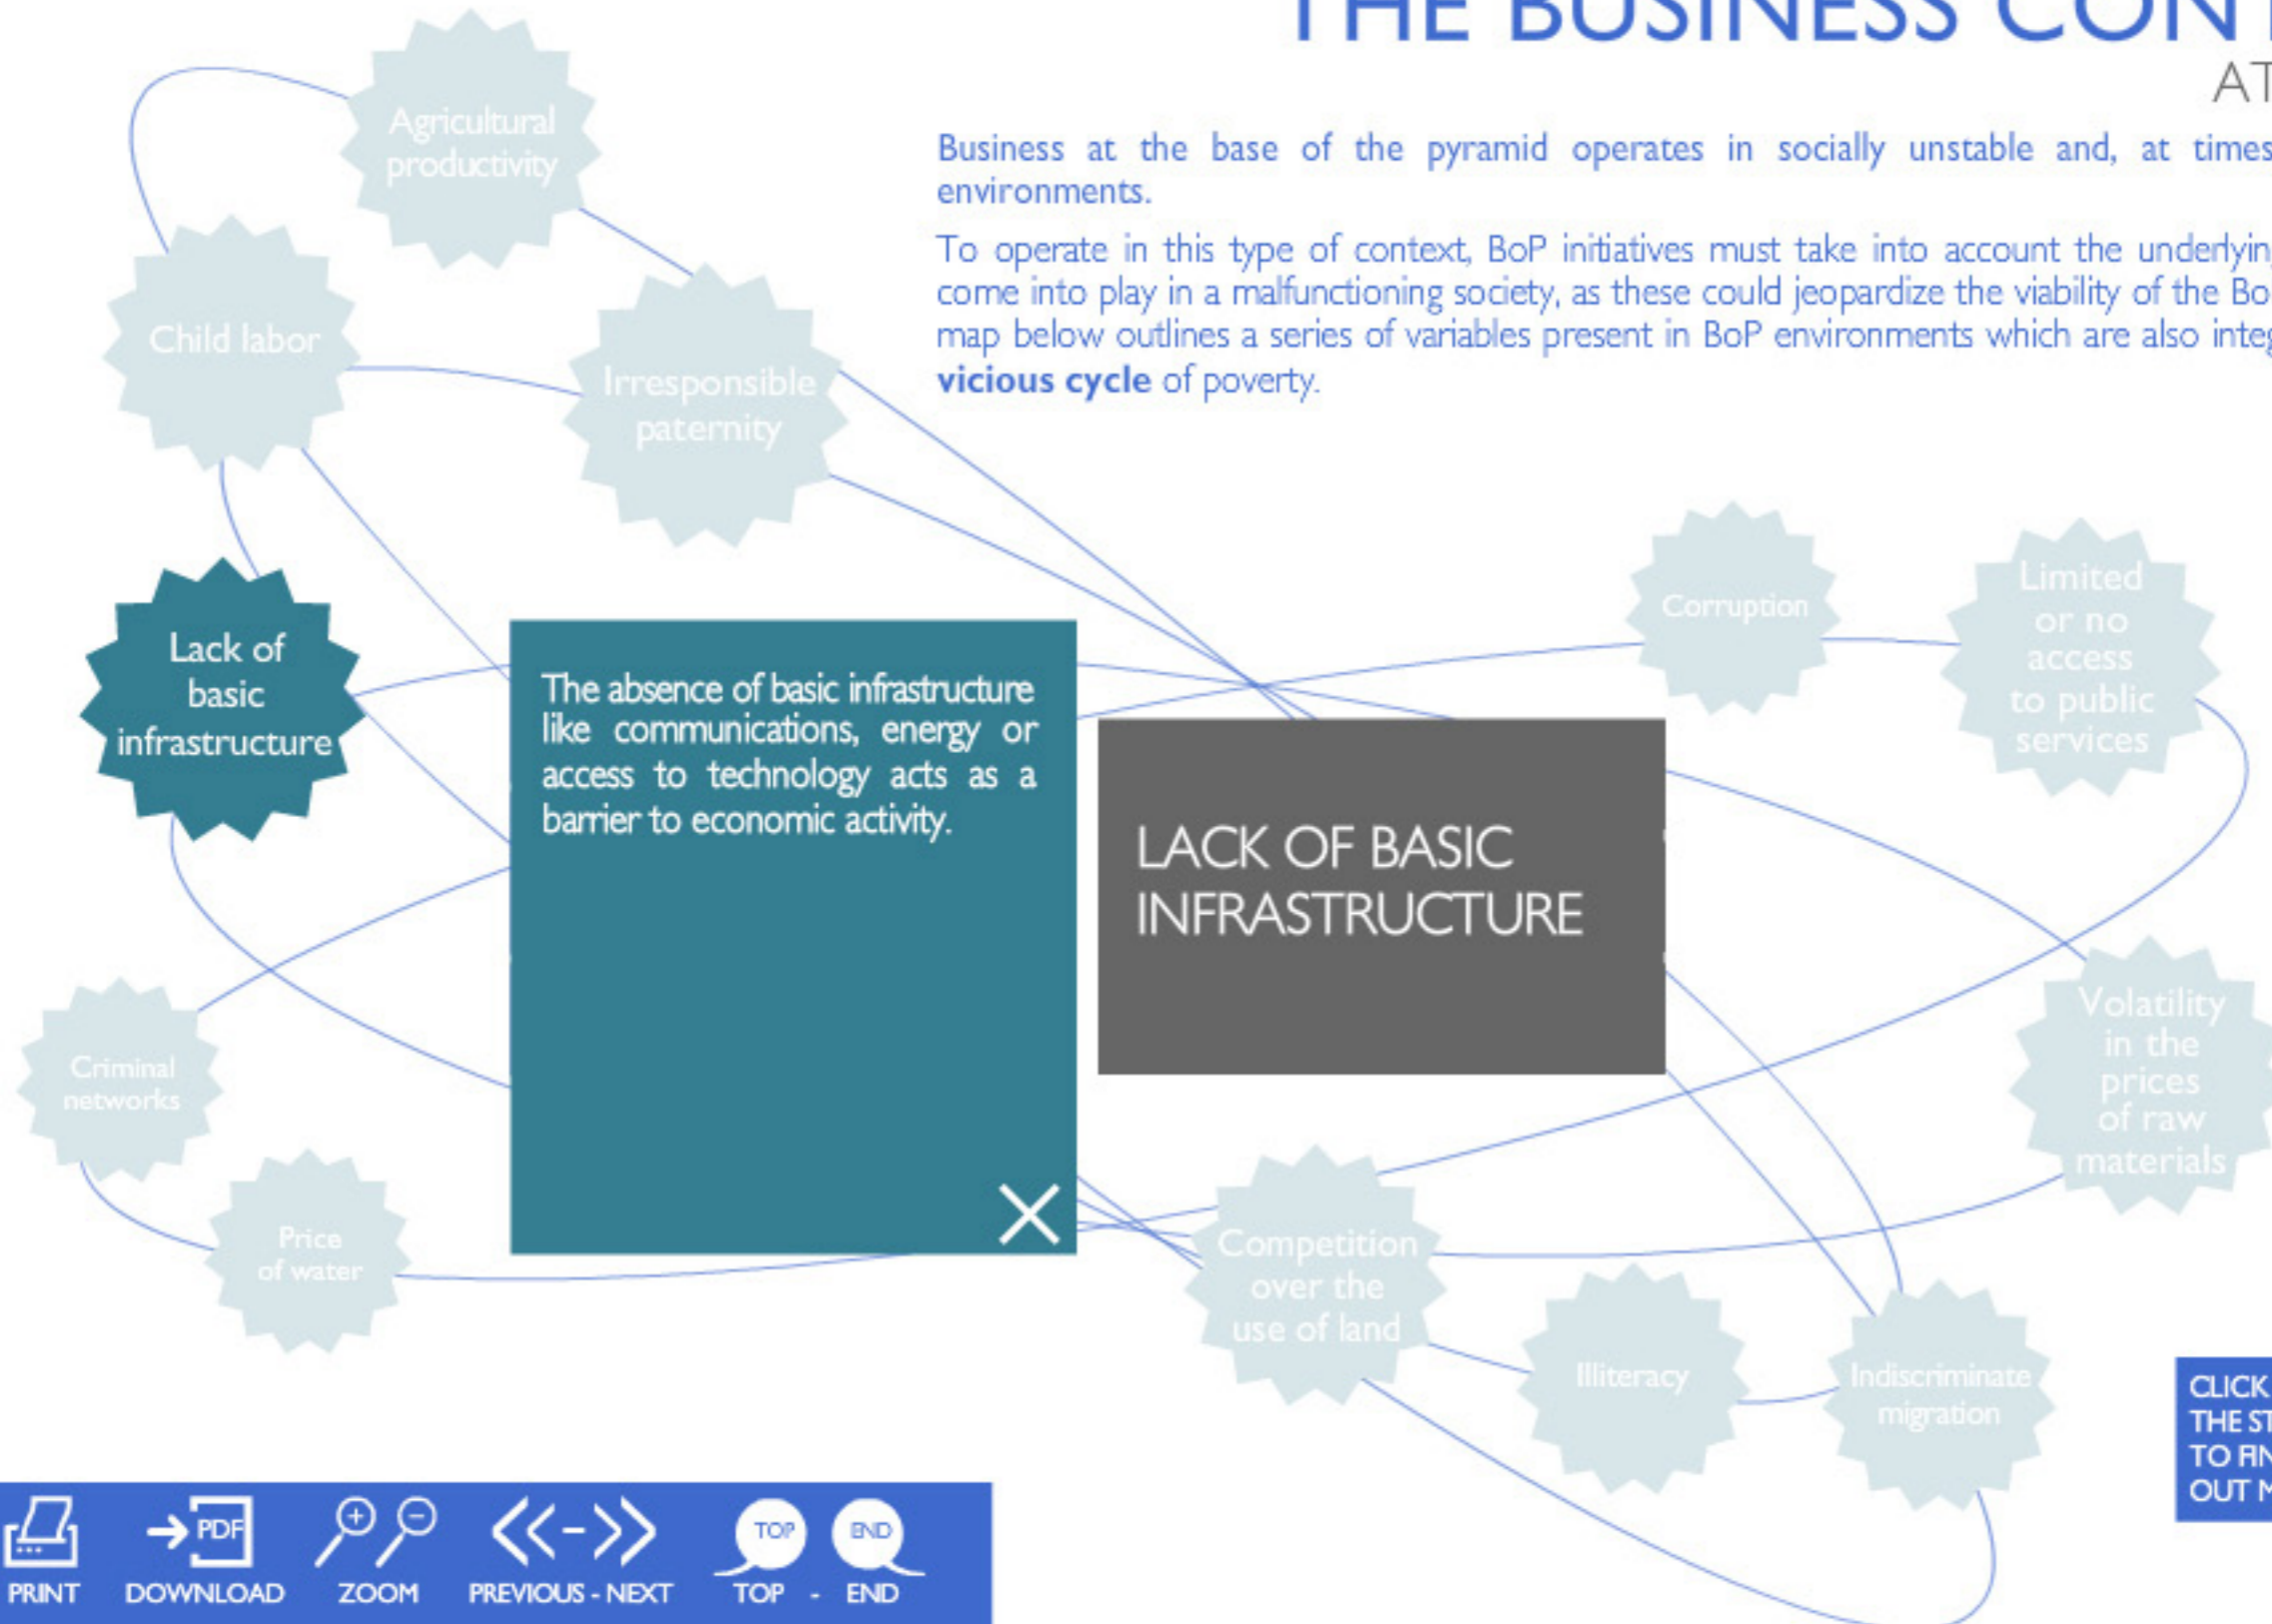 THE BUSINESS CONT
AT
Business at the base of the pyramid operates in socially unstable and, at times
environments.
To operate in this type of context, BoP initiatives must take into account the underlying
come into play in a malfunctioning society, as these could jeopardize the viability of the Bo
map below outlines a series of variables present in BoP environments which are also integ
vicious cycle of poverty.
Agricultural
productivity
Child labor
Irresponsible
paternity
Lack of
basic
infrastructure
The absence of basic infrastructure
like communications, energy or
access to technology acts as a
barrier to economic activity.
LACK OF BASIC
INFRASTRUCTURE
Corruption
Limited
or no
access
to public
services
Volatility
in the
prices
of raw
materials
Criminal
networks
Price
of water
Competition
over the
use of land
Illiteracy
Indiscriminate
migration
CLICK
THE ST
TO FIN
OUT M
PDF
TOP
END
PRINT
DOWNLOAD
ZOOM
PREVIOUS - NEXT
TOP - END